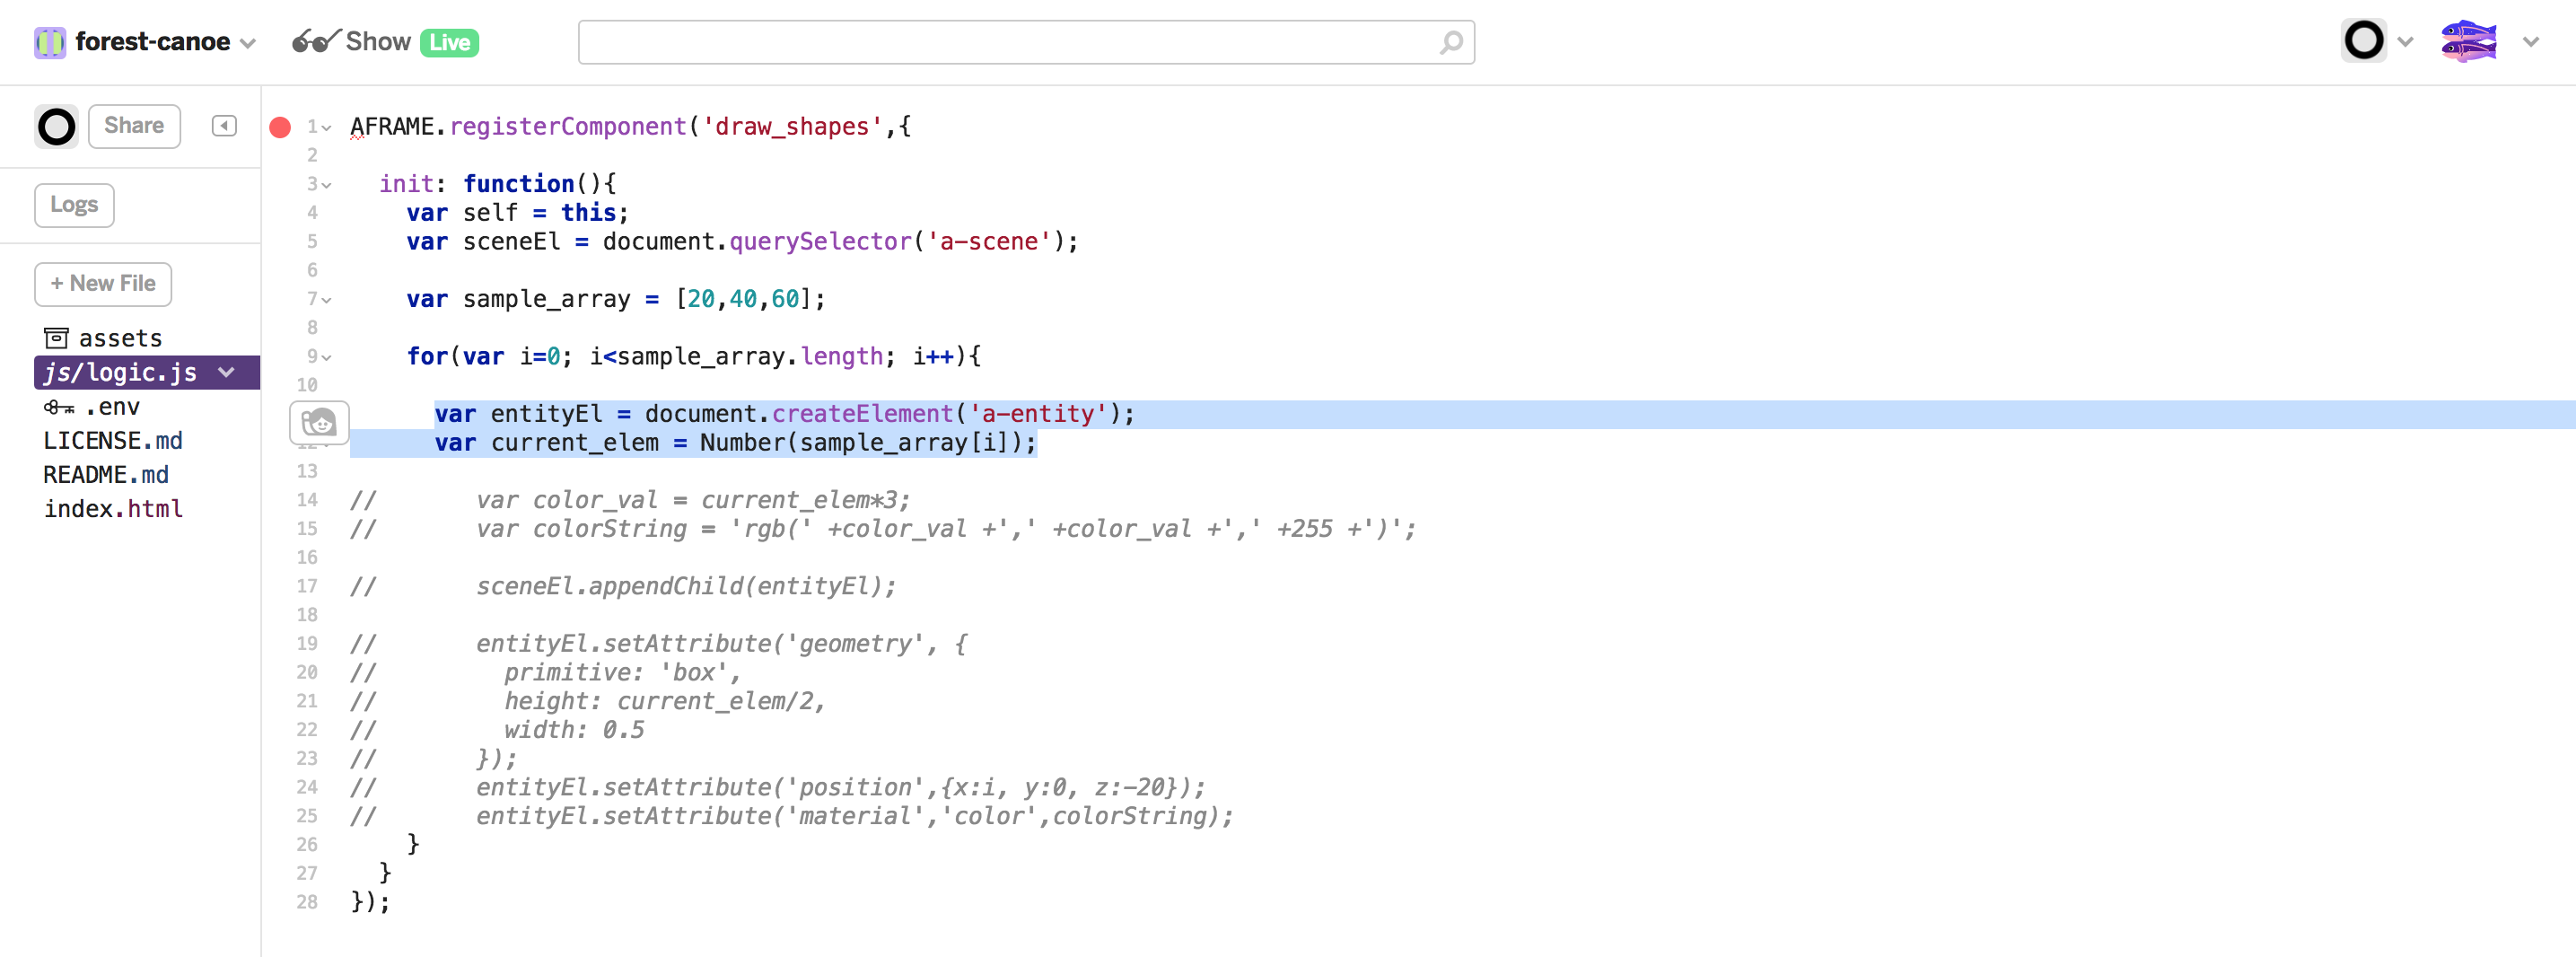 forest-canoe
Show Live
Share
Logs
+ New File
assets
js/logic.js
.env
LICENSE.md
README.md
index.html
1 AFRAME.registerComponent('draw_shapes',{
2
3   init: function(){
4     var self = this;
5     var sceneEl = document.querySelector('a-scene');
6
7     var sample_array = [20,40,60];
8
9     for(var i=0; i<sample_array.length; i++){
10
      var entityEl = document.createElement('a-entity');
12       var current_elem = Number(sample_array[i]);
13
14 //       var color_val = current_elem*3;
15 //       var colorString = 'rgb(' +color_val +',' +color_val +',' +255 +')';
16
17 //       sceneEl.appendChild(entityEl);
18
19 //       entityEl.setAttribute('geometry', {
20 //         primitive: 'box',
21 //         height: current_elem/2,
22 //         width: 0.5
23 //       });
24 //       entityEl.setAttribute('position',{x:i, y:0, z:-20});
25 //       entityEl.setAttribute('material','color',colorString);
26     }
27   }
28 });